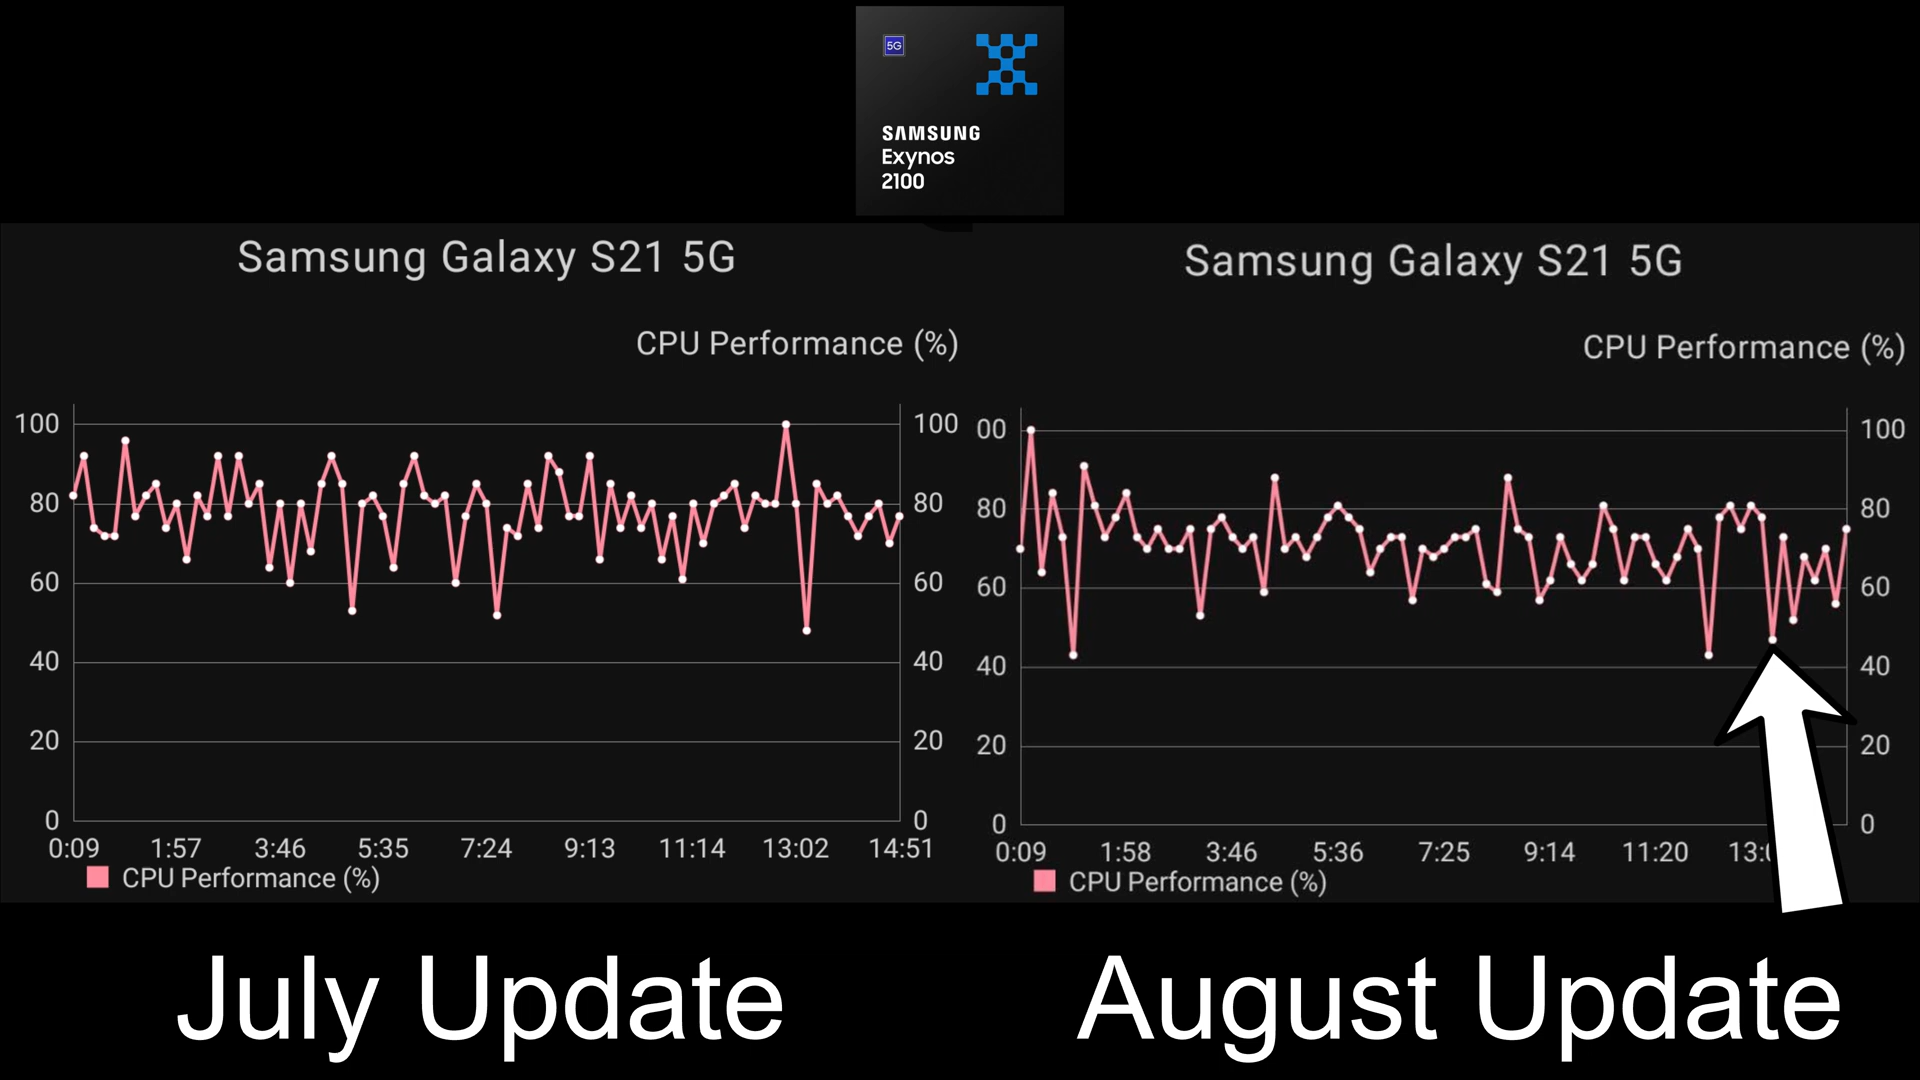 5G
SAMSUNG
Exynos
2100
Samsung Galaxy S21 5G
CPU Performance (%)
100
80
60
40
20
0
100
80
60
40
20
0
0:09 1:57 3:46 5:35 7:24 9:13 11:14 13:02 14:51
CPU Performance (%)
July Update
Samsung Galaxy S21 5G
CPU Performance (%)
00
80
60
40
20
0
100
80
60
40
20
0
0:09 1:58 3:46 5:36 7:25 9:14 11:20
CPU Performance (%)
August Update